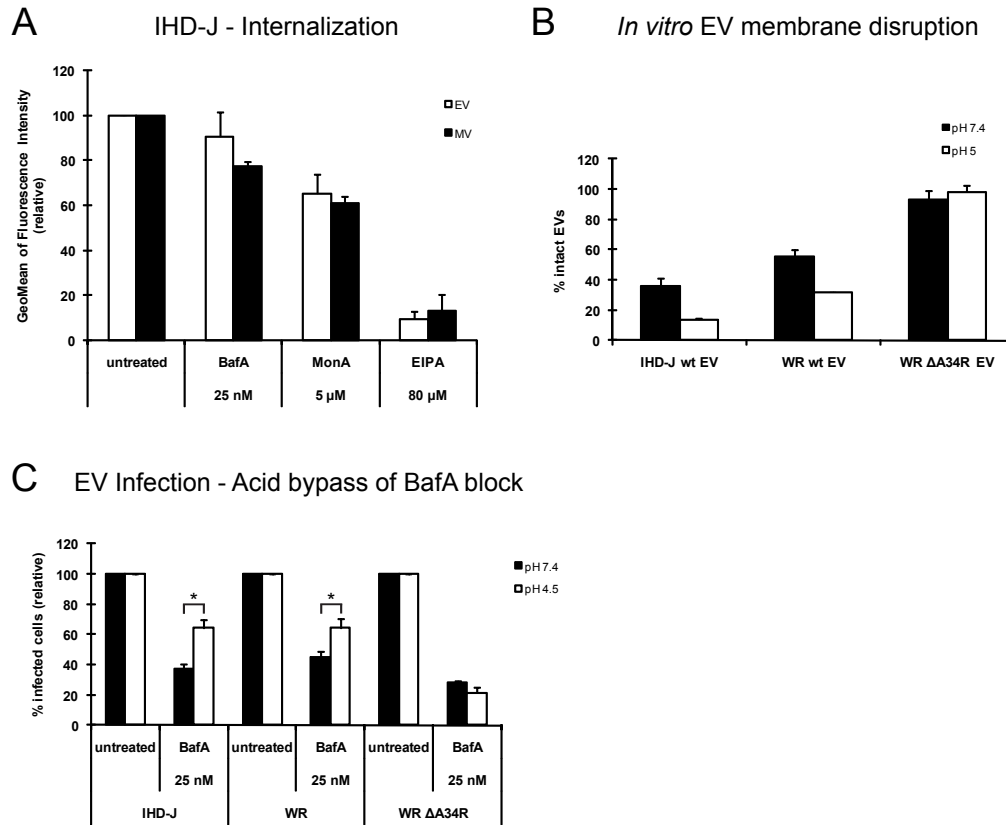 A
IHD-J - Internalization
GeoMean of Fluorescence Intensity
(relative)
120
100
80
60
40
20
0
EV
MV
untreated
BafA
MonA
EIPA
25 nM
5 µM
80 µM
B
In vitro EV membrane disruption
pH 7.4
pH 5
% intact EVs
120
100
80
60
40
20
0
IHD-J wt EV
WR wt EV
WR ΔA34R EV
C
EV Infection - Acid bypass of BafA block
% infected cells (relative)
120
100
80
60
40
20
0
pH 7.4
pH 4.5
*
*
untreated
BafA
untreated
BafA
untreated
BafA
25 nM
25 nM
25 nM
IHD-J
WR
WR ΔA34R